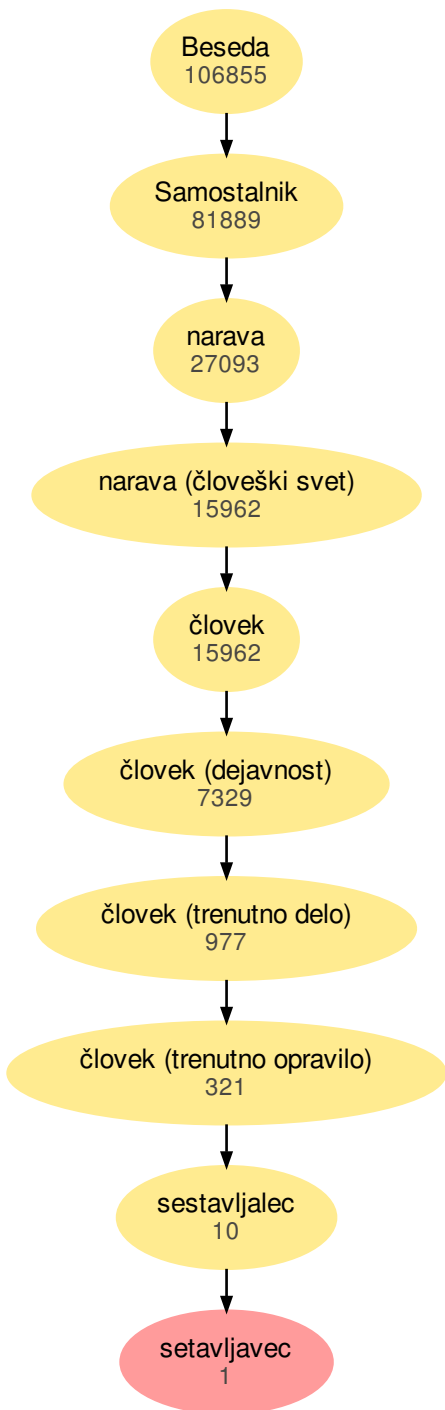 Beseda
106855
Samostalnik
81889
narava
27093
narava (človeški svet)
15962
človek
15962
človek (dejavnost)
7329
človek (trenutno delo)
977
človek (trenutno opravilo)
321
sestavljalec
10
setavljavec
1